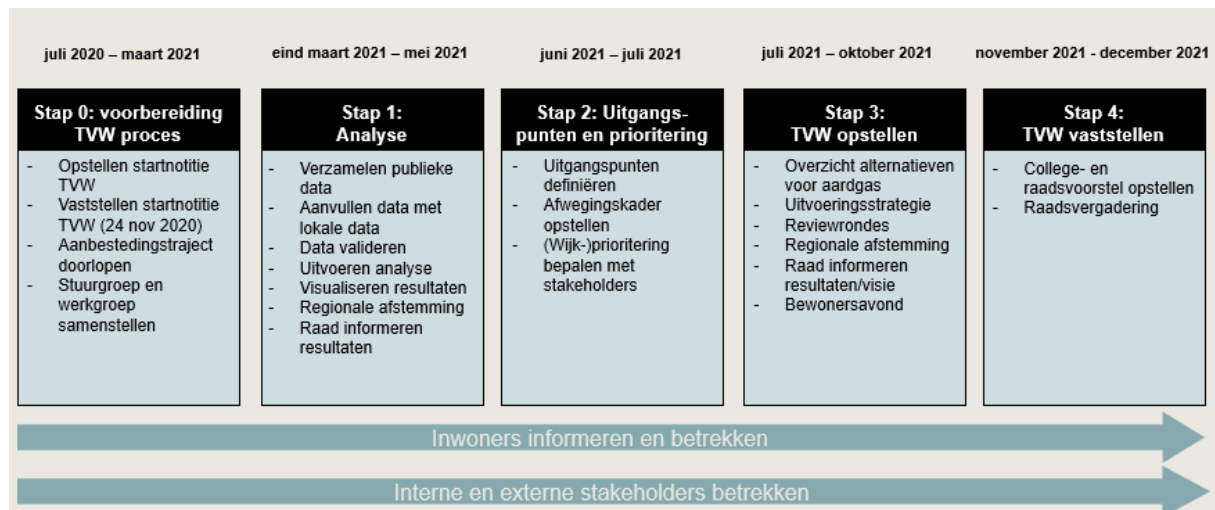 juli 2020 – maart 2021
eind maart 2021 – mei 2021
juni 2021 – juli 2021
juli 2021 – oktober 2021
november 2021 - december 2021
Stap 0: voorbereiding
TVW proces
- Opstellen startnotitie
TVW
- Vaststellen startnotitie
TVW (24 nov 2020)
- Aanbestedingstraject
doorlopen
- Stuurgroep en
werkgroep
samenstellen
Stap 1:
Analyse
- Verzamelen publieke
data
- Aanvullen data met
lokale data
- Data valideren
- Uitvoeren analyse
- Visualiseren resultaten
- Regionale afstemming
- Raad informeren
resultaten
Stap 2: Uitgangs-
punten en prioritering
- Uitgangspunten
definiëren
- Afwegingskader
opstellen
- (Wijk-)prioritering
bepalen met
stakeholders
Stap 3:
TVW opstellen
- Overzicht alternatieven
voor aardgas
- Uitvoeringsstrategie
- Reviewrondes
- Regionale afstemming
- Raad informeren
resultaten/visie
- Bewonersavond
Stap 4:
TVW vaststellen
- College- en
raadsvoorstel opstellen
- Raadsvergadering
Inwoners informeren en betrekken
Interne en externe stakeholders betrekken